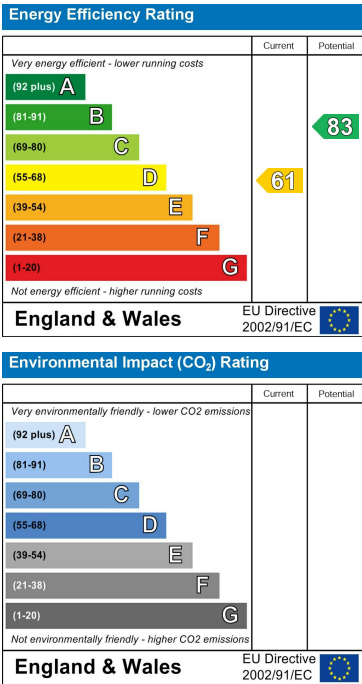 Energy Efficiency Rating
Current Potential
Very energy efficient - lower running costs
(92 plus) A
(81-91) B
(69-80) C
(55-68) D
(39-54) E
(21-38) F
(1-20) G
61
83
Not energy efficient - higher running costs
England & Wales
EU Directive
2002/91/EC
Environmental Impact (CO₂) Rating
Current Potential
Very environmentally friendly - lower CO2 emissions
(92 plus) A
(81-91) B
(69-80) C
(55-68) D
(39-54) E
(21-38) F
(1-20) G
Not environmentally friendly - higher CO2 emissions
England & Wales
EU Directive
2002/91/EC